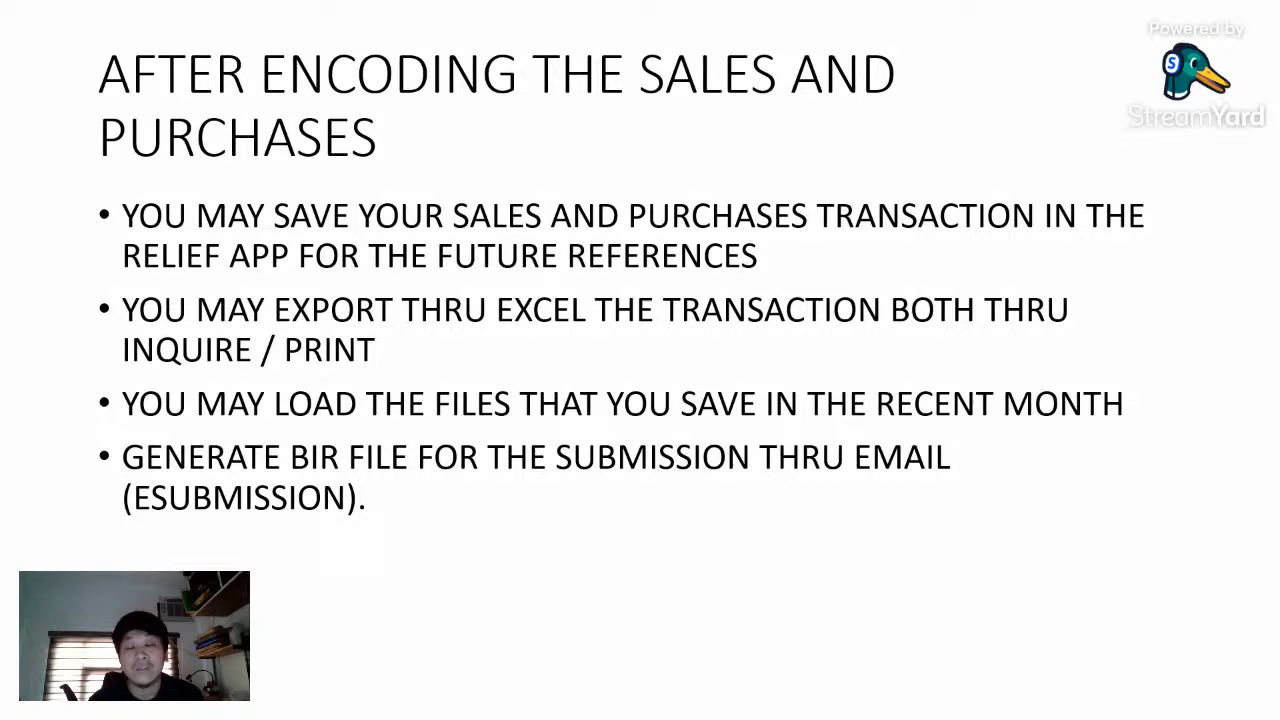 Powered by
StreamYard
AFTER ENCODING THE SALES AND
PURCHASES
• YOU MAY SAVE YOUR SALES AND PURCHASES TRANSACTION IN THE
RELIEF APP FOR THE FUTURE REFERENCES
• YOU MAY EXPORT THRU EXCEL THE TRANSACTION BOTH THRU
INQUIRE / PRINT
• YOU MAY LOAD THE FILES THAT YOU SAVE IN THE RECENT MONTH
• GENERATE BIR FILE FOR THE SUBMISSION THRU EMAIL
(ESUBMISSION).